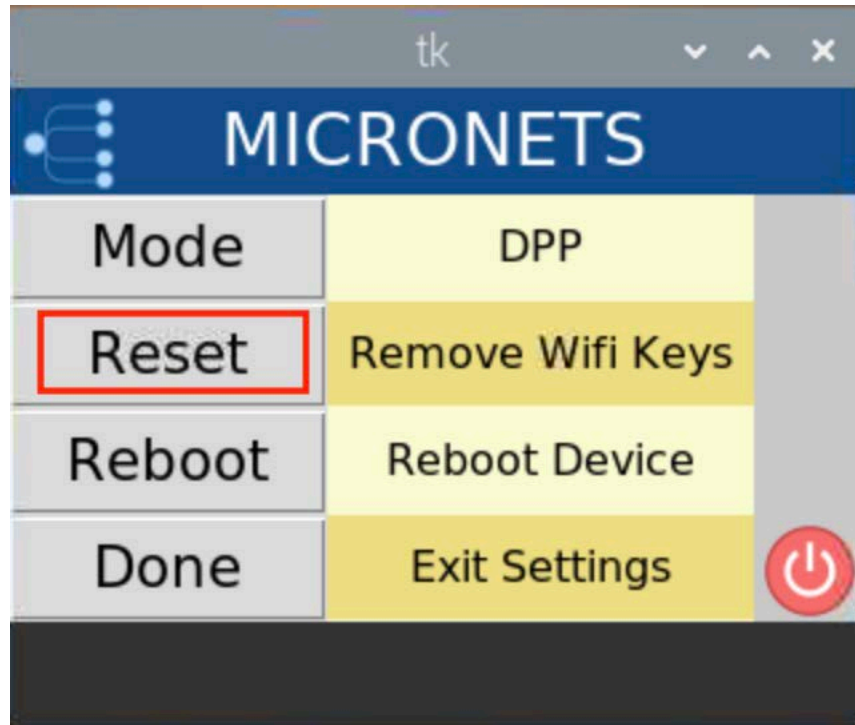 tk
MICRONETS
Mode DPP
Reset Remove Wifi Keys
Reboot Reboot Device
Done Exit Settings